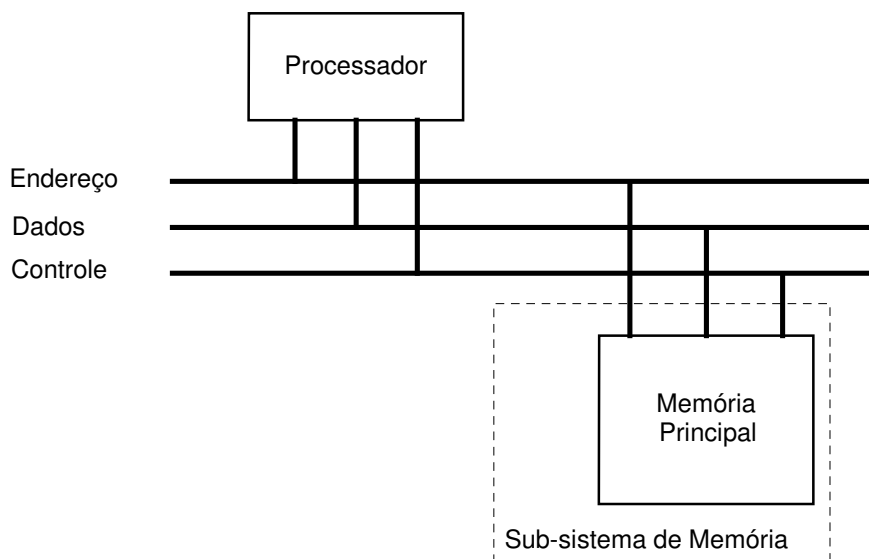 Processador
Endereço
Dados
Controle
Memória
Principal
Sub-sistema de Memória